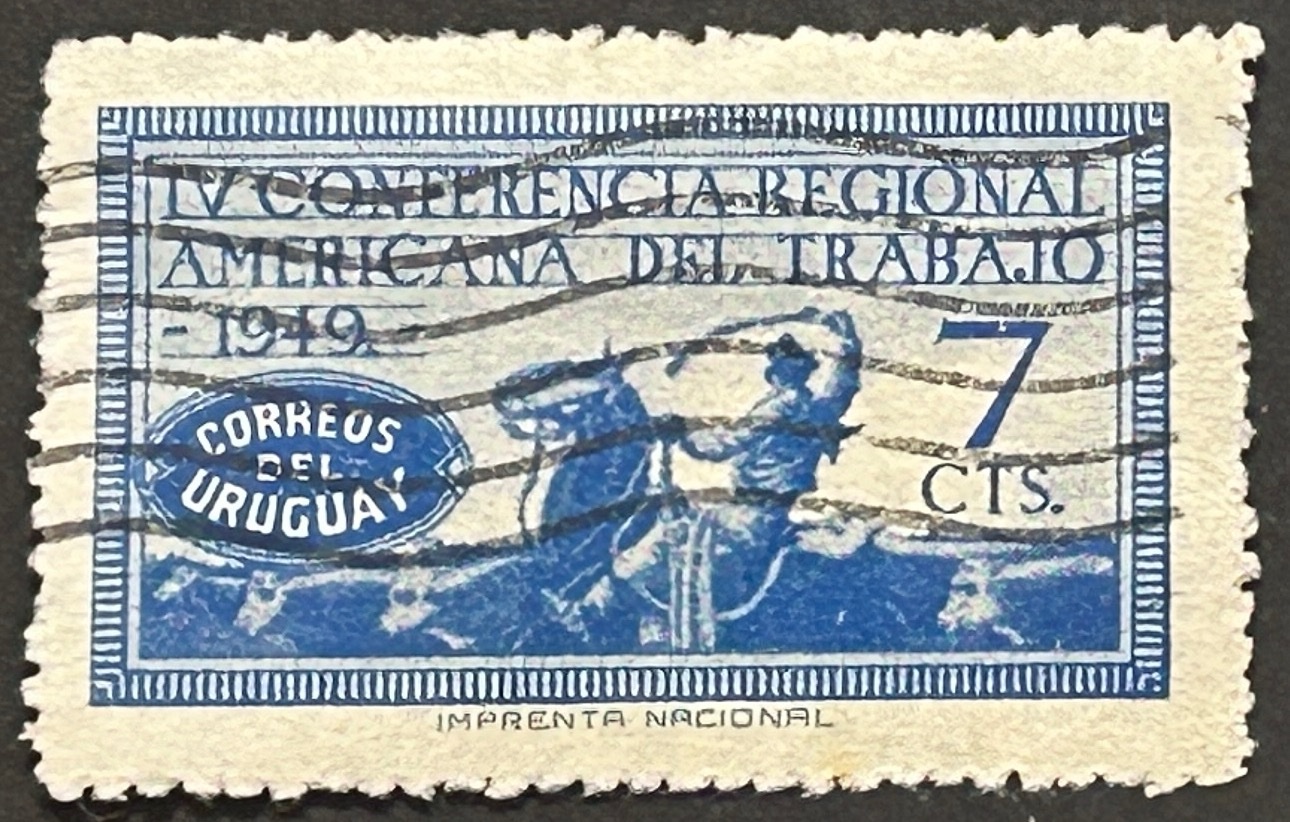 IV CONFERENCIA REGIONAL
AMERICANA DEL TRABAJO
- 1949 -
7
CTS.
CORREOS
DEL
URUGUAY
IMPRENTA NACIONAL